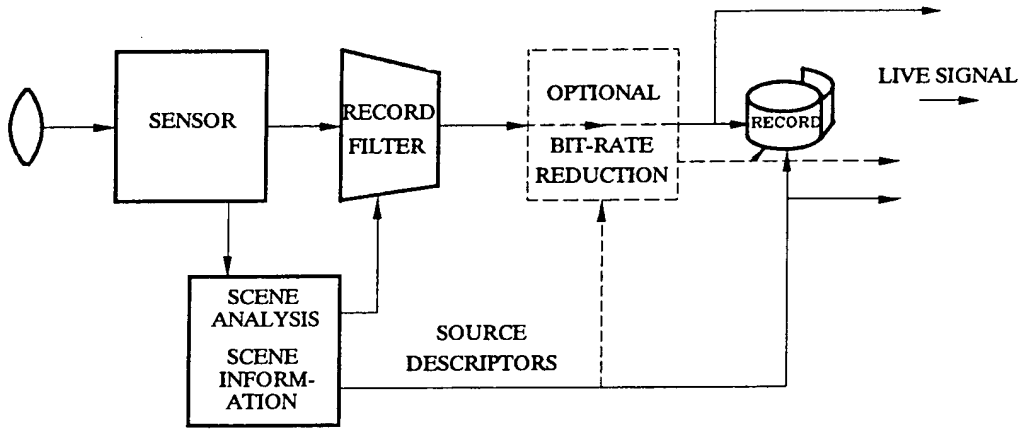 SENSOR
RECORD
FILTER
OPTIONAL
BIT-RATE
REDUCTION
RECORD
LIVE SIGNAL
SCENE
ANALYSIS
SCENE
INFORM-
ATION
SOURCE
DESCRIPTORS